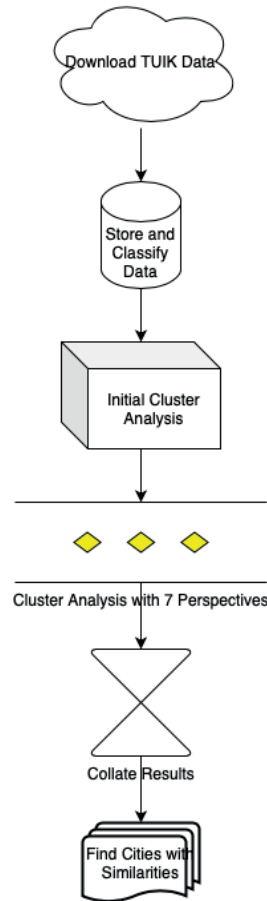 Download TUIK Data
Store and
Classify
Data
Initial Cluster
Analysis
Cluster Analysis with 7 Perspectives
Collate Results
Find Cities with
Similarities